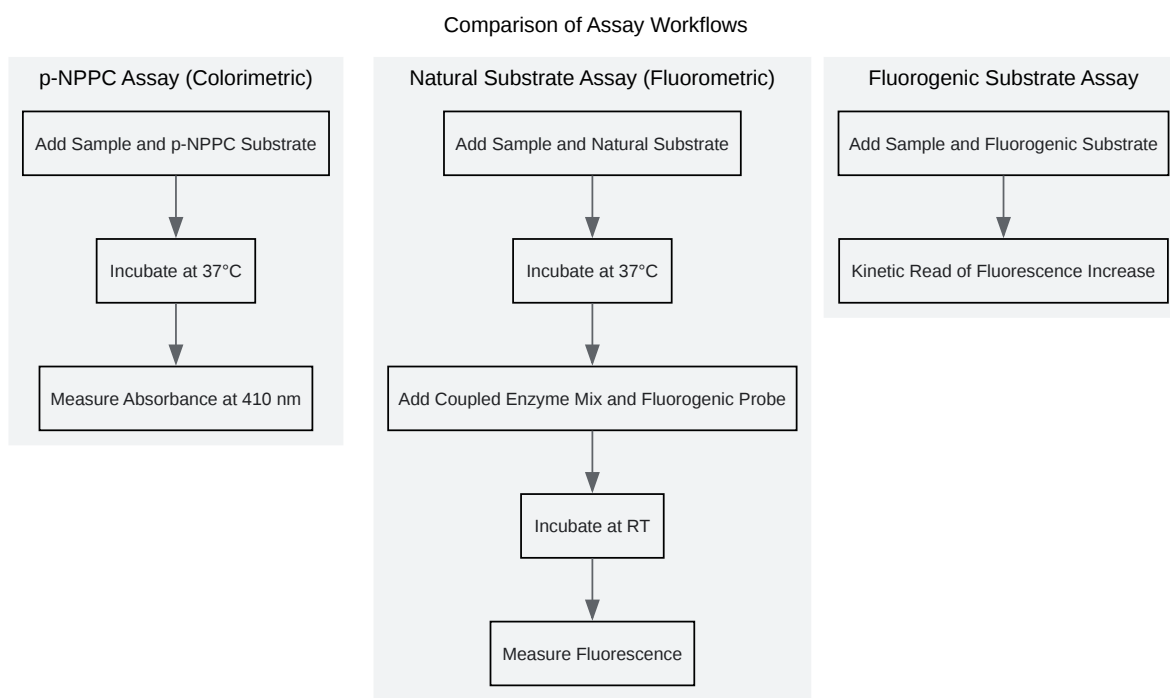 Comparison of Assay Workflows
p-NPPC Assay (Colorimetric)
Add Sample and p-NPPC Substrate
Incubate at 37°C
Measure Absorbance at 410 nm
Natural Substrate Assay (Fluorometric)
Add Sample and Natural Substrate
Incubate at 37°C
Add Coupled Enzyme Mix and Fluorogenic Probe
Incubate at RT
Measure Fluorescence
Fluorogenic Substrate Assay
Add Sample and Fluorogenic Substrate
Kinetic Read of Fluorescence Increase